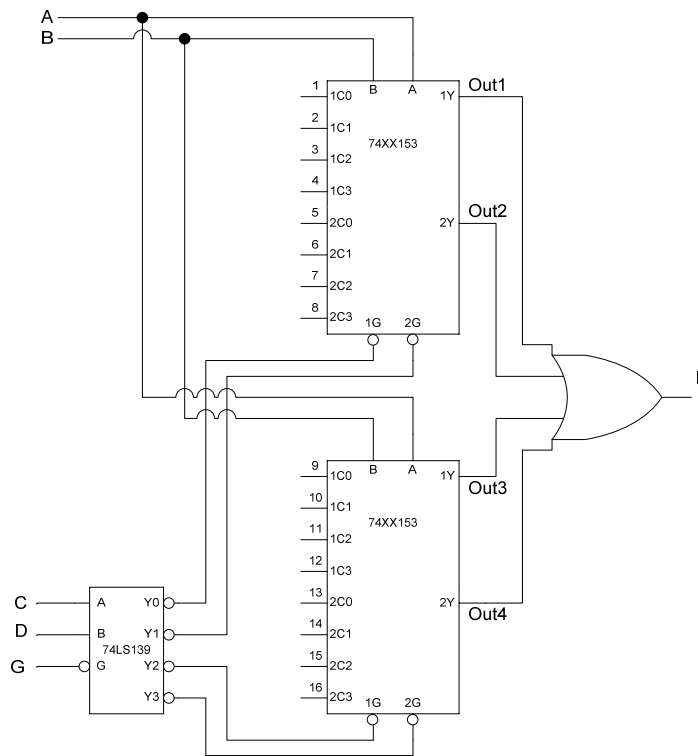 A
B
B A
1 1C0 1Y Out1
2 1C1
3 1C2
74XX153
4 1C3
5 2C0 2Y Out2
6 2C1
7 2C2
8 2C3
1G 2G
B A
9 1C0 1Y Out3
10 1C1
11 1C2
74XX153
12 1C3
13 2C0 2Y Out4
14 2C1
15 2C2
16 2C3
1G 2G
C A Y0
D B Y1
74LS139
G G Y2
Y3